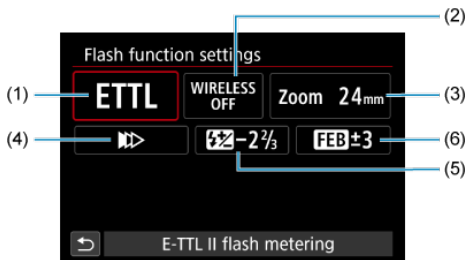 (2)
Flash function settings
(1) ETTL WIRELESS OFF Zoom 24mm (3)
(4) −2⅔ FEB±3 (6)
(5)
E-TTL II flash metering